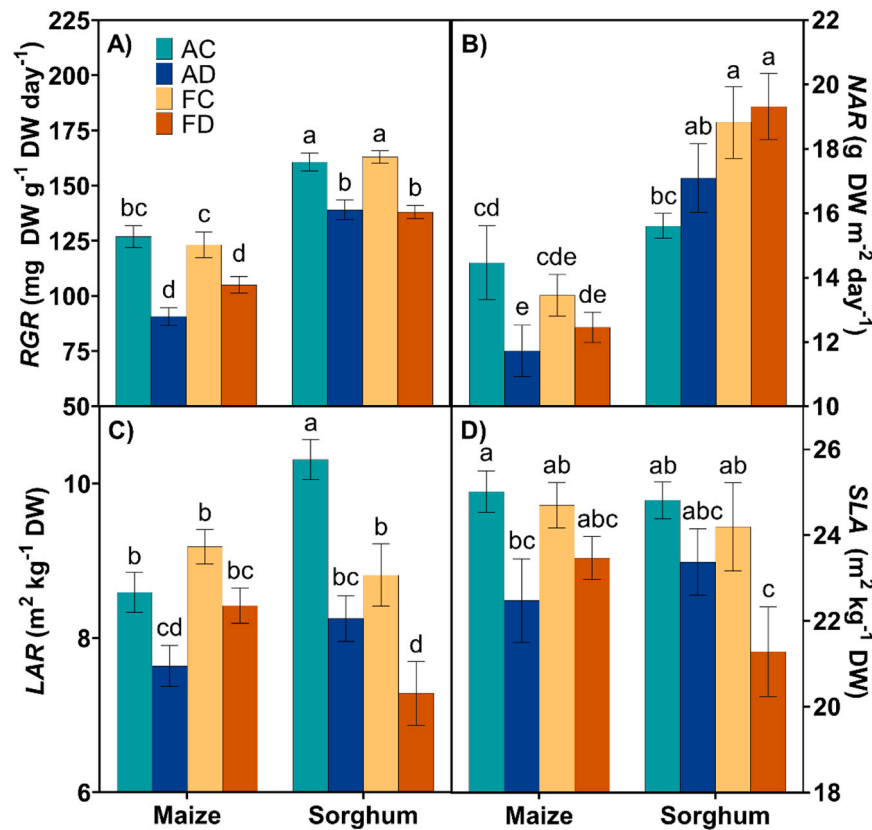 A)
AC
AD
FC
FD
225
200
175
150
125
100
75
50
RGR (mg DW g⁻¹ DW day⁻¹)
bc
d
c
d
a
b
a
b
B)
22
20
18
16
14
12
10
NAR (g DW m⁻² day⁻¹)
cd
e
cde
de
bc
ab
a
a
C)
10
8
6
LAR (m² kg⁻¹ DW)
b
cd
b
bc
a
bc
b
d
Maize
Sorghum
D)
26
24
22
20
18
SLA (m² kg⁻¹ DW)
a
bc
ab
abc
ab
abc
ab
c
Maize
Sorghum